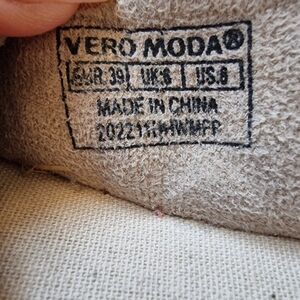 VERO MODA®
EUR.39 UK:6 US.8
MADE IN CHINA